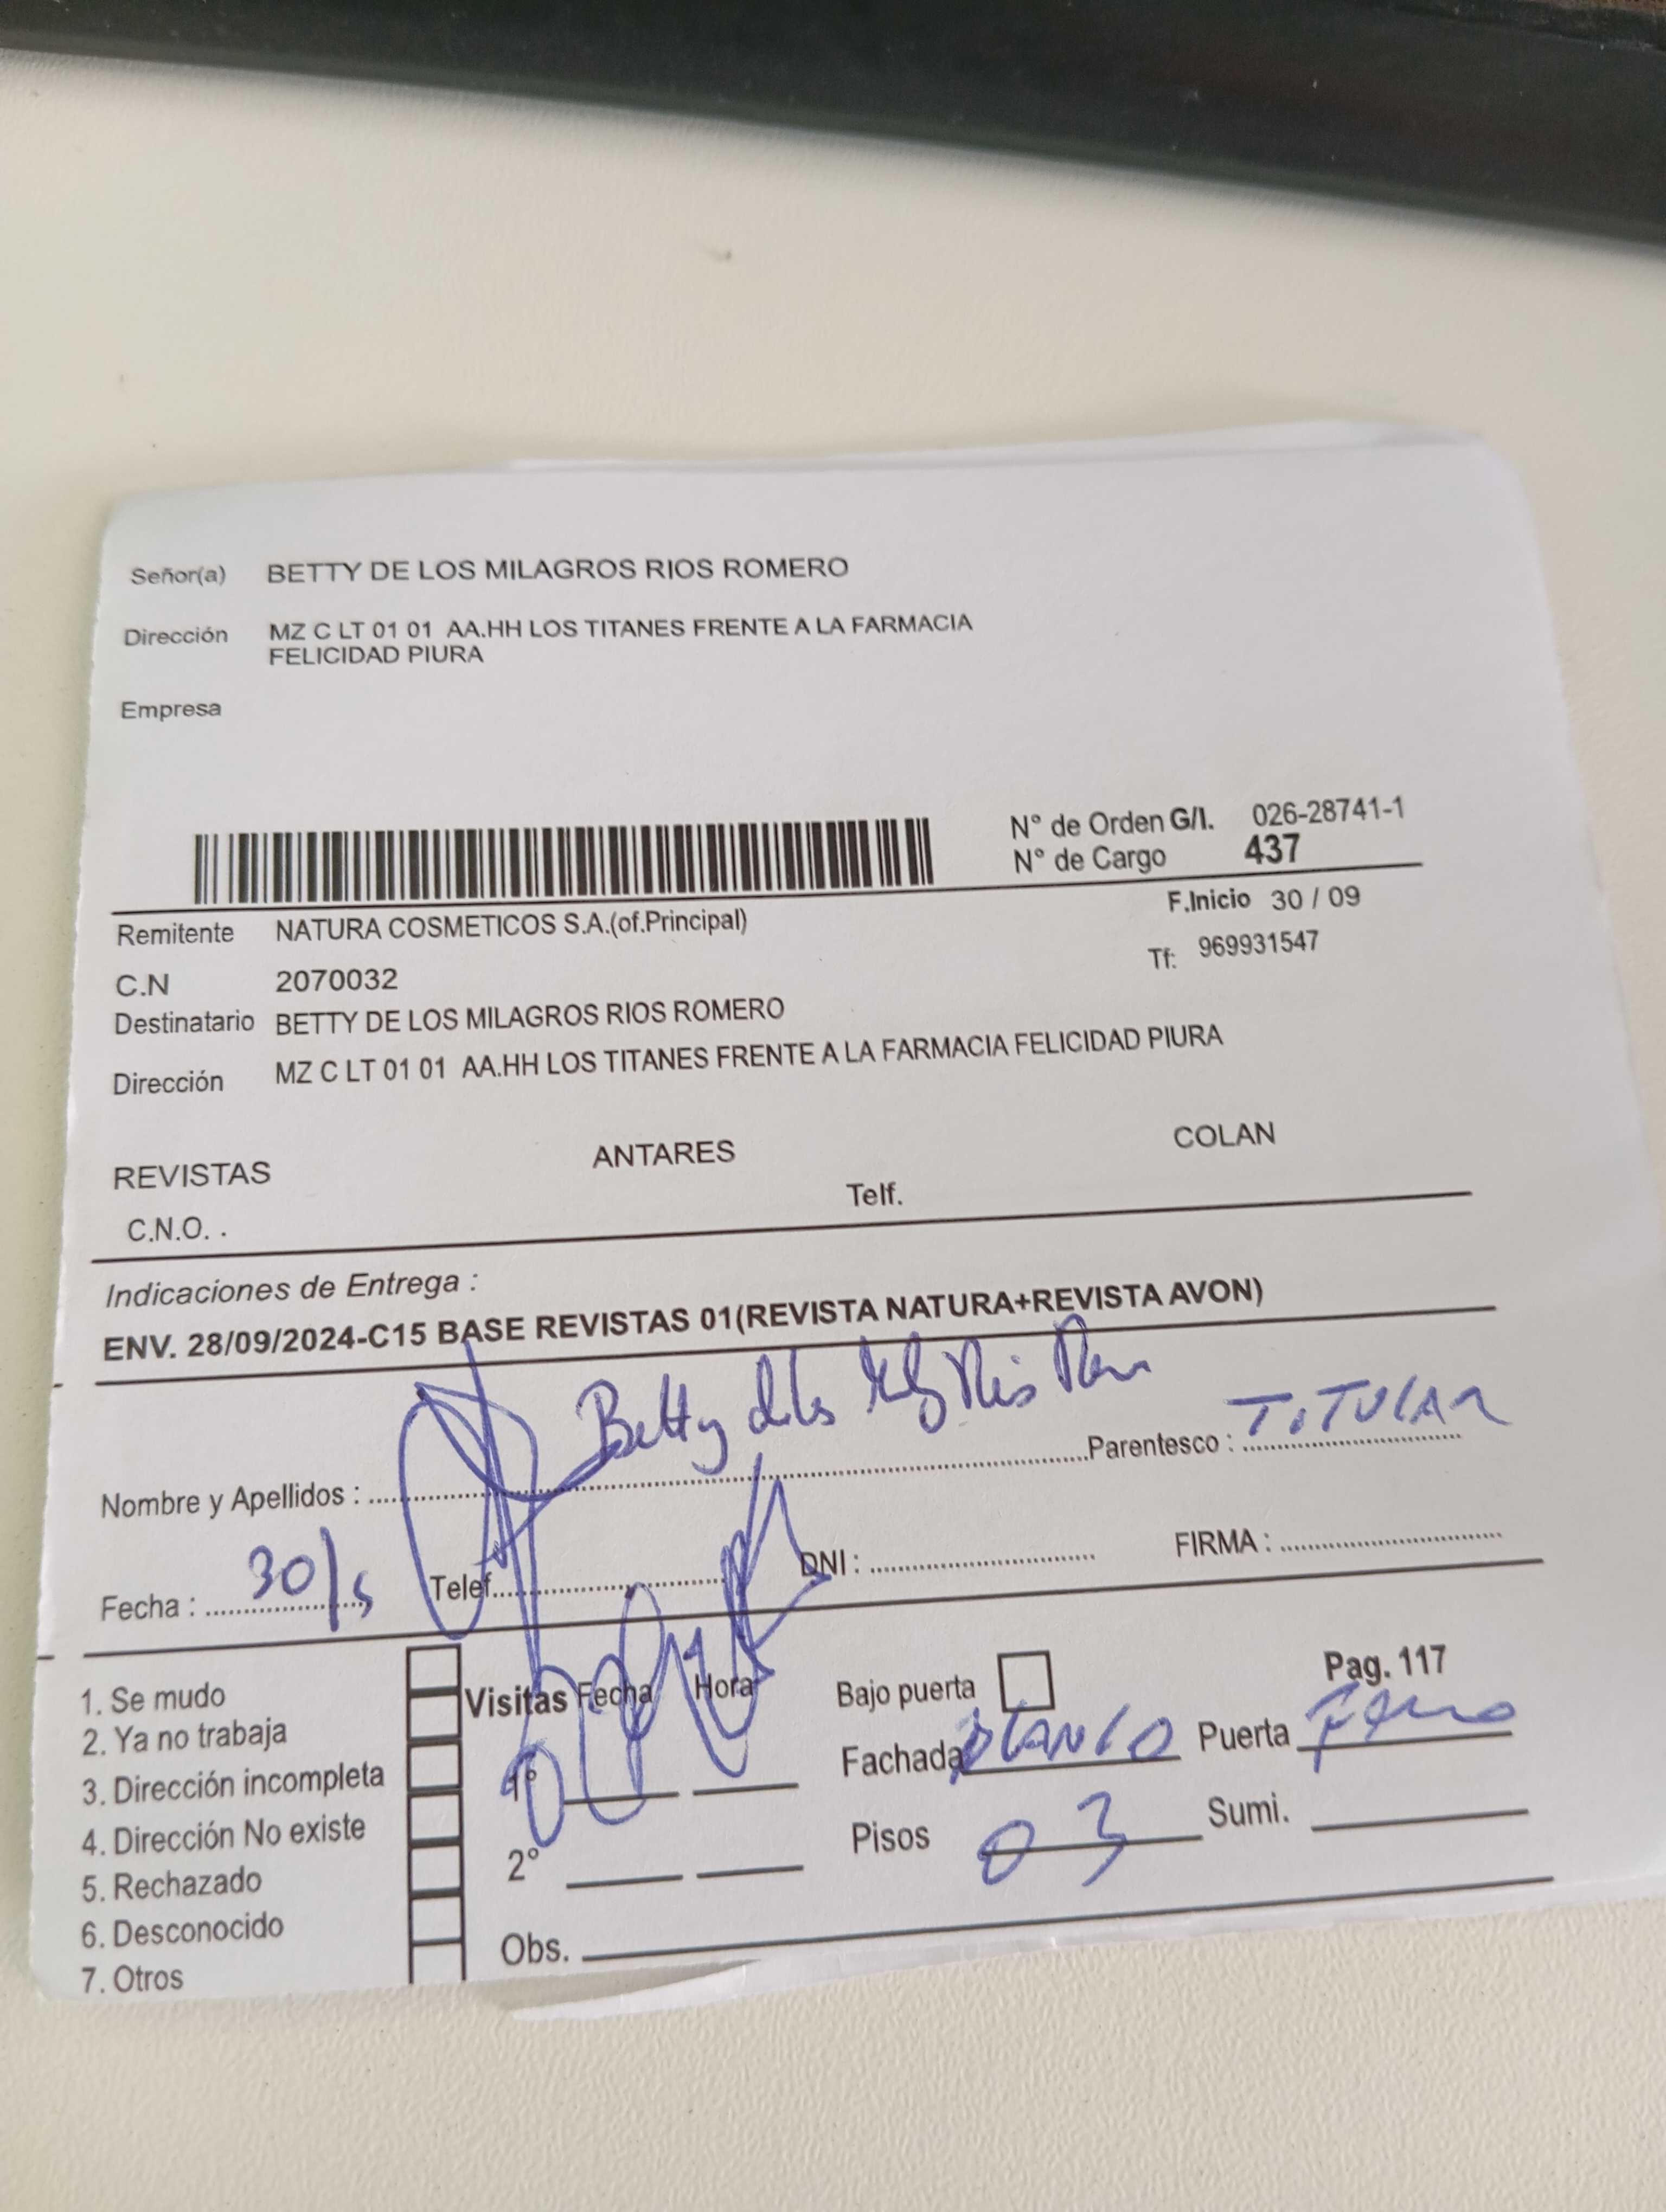 Señor(a) BETTY DE LOS MILAGROS RIOS ROMERO
Dirección MZ C LT 01 01 AA.HH LOS TITANES FRENTE A LA FARMACIA
FELICIDAD PIURA
Empresa
N° de Orden G/I. 026-28741-1
N° de Cargo 437
F.Inicio 30 / 09
Remitente NATURA COSMETICOS S.A.(of.Principal)
Tf: 969931547
C.N 2070032
Destinatario BETTY DE LOS MILAGROS RIOS ROMERO
Dirección MZ C LT 01 01 AA.HH LOS TITANES FRENTE A LA FARMACIA FELICIDAD PIURA
REVISTAS ANTARES COLAN
C.N.O. . Telf.
Indicaciones de Entrega :
ENV. 28/09/2024-C15 BASE REVISTAS 01(REVISTA NATURA+REVISTA AVON)
Nombre y Apellidos : Betty Parentesco : TITULAR
Fecha : 30/ Telef. DNI : FIRMA :
1. Se mudo
2. Ya no trabaja
3. Dirección incompleta
4. Dirección No existe
5. Rechazado
6. Desconocido
7. Otros
Visitas Fecha Hora
1°
2°
Obs.
Bajo puerta Pag. 117
Fachada BLANCO Puerta
Pisos 03 Sumi.